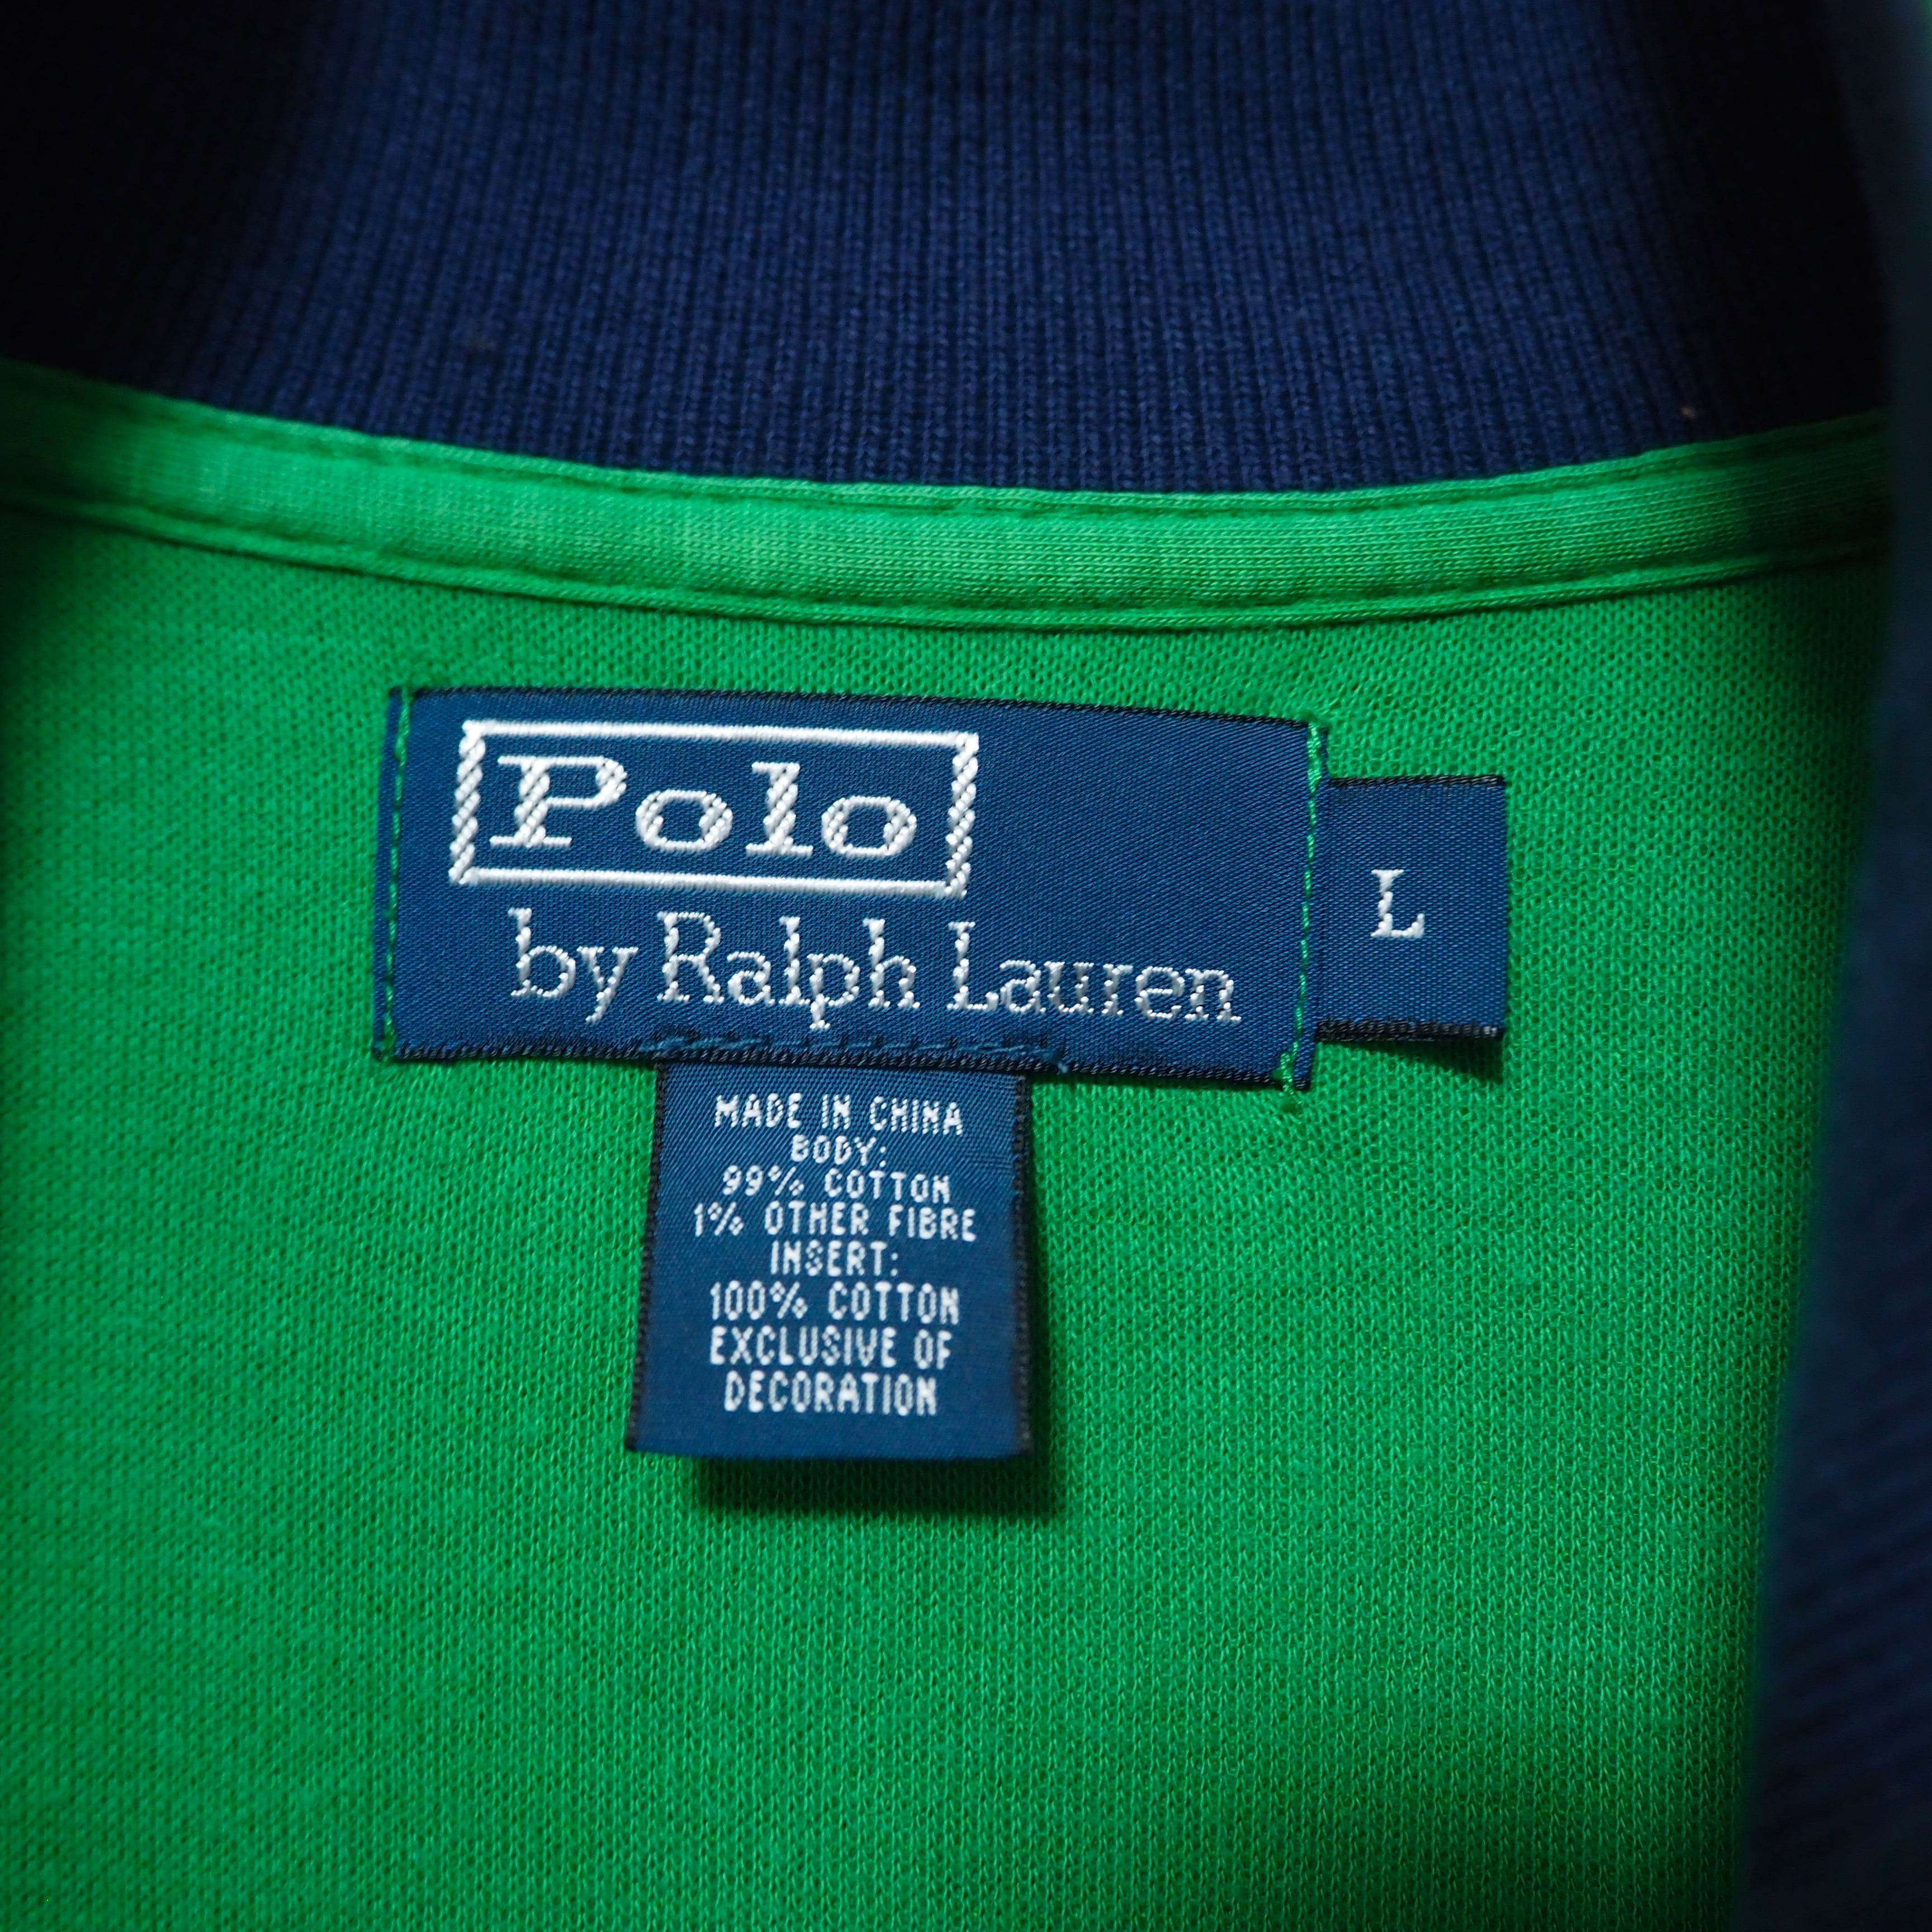 Polo
by Ralph Lauren
L
MADE IN CHINA
BODY:
99% COTTON
1% OTHER FIBRE
INSERT:
100% COTTON
EXCLUSIVE OF
DECORATION